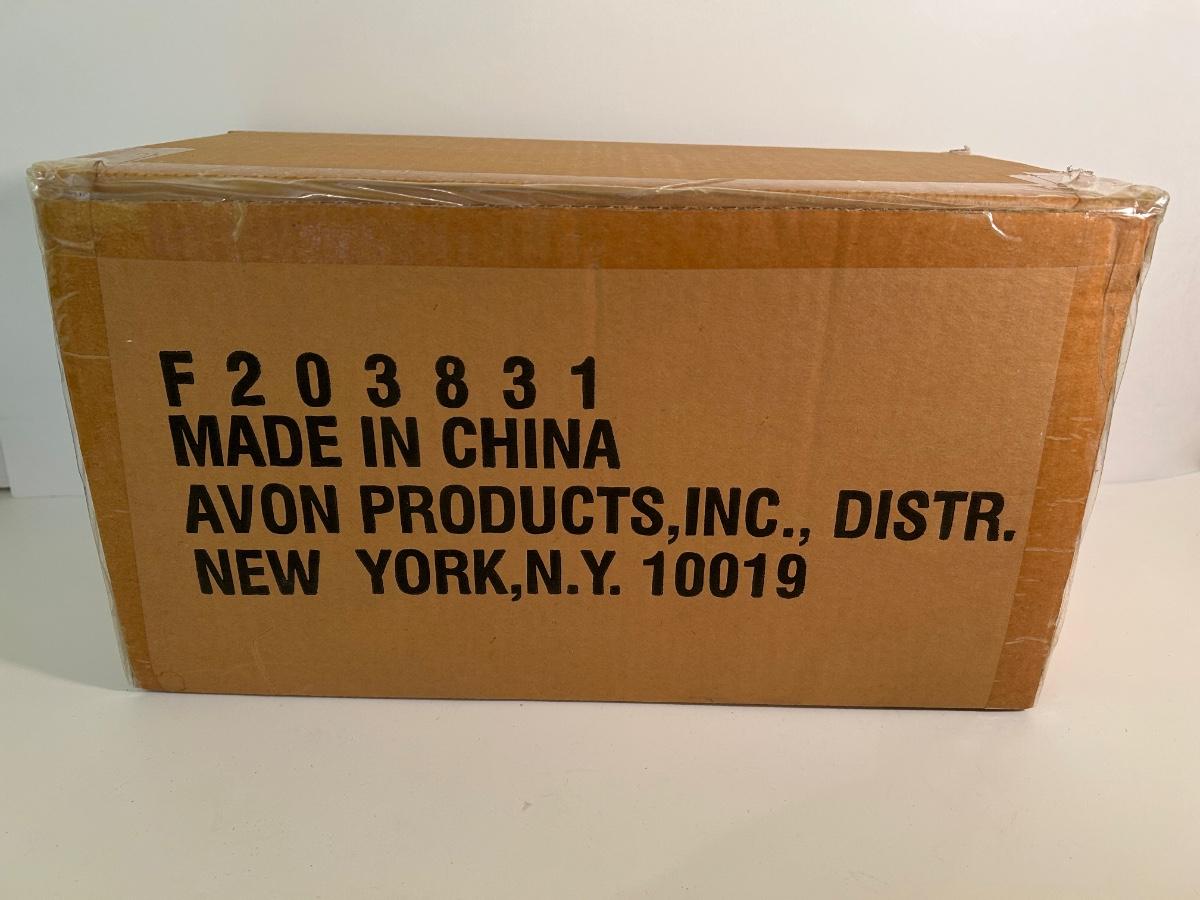 F 2 0 3 8 3 1
MADE IN CHINA
AVON PRODUCTS,INC., DISTR.
NEW YORK,N.Y. 10019